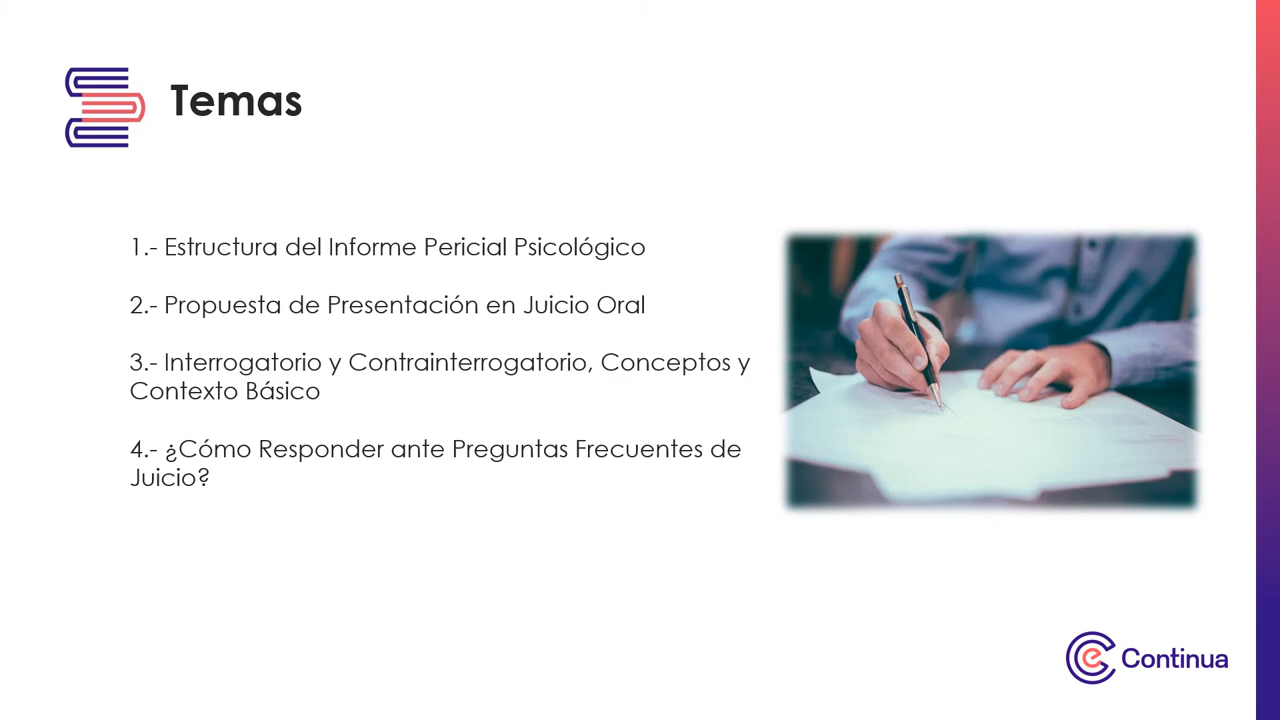 Temas
1.- Estructura del Informe Pericial Psicológico
2.- Propuesta de Presentación en Juicio Oral
3.- Interrogatorio y Contrainterrogatorio, Conceptos y
Contexto Básico
4.- ¿Cómo Responder ante Preguntas Frecuentes de
Juicio?
e Continua